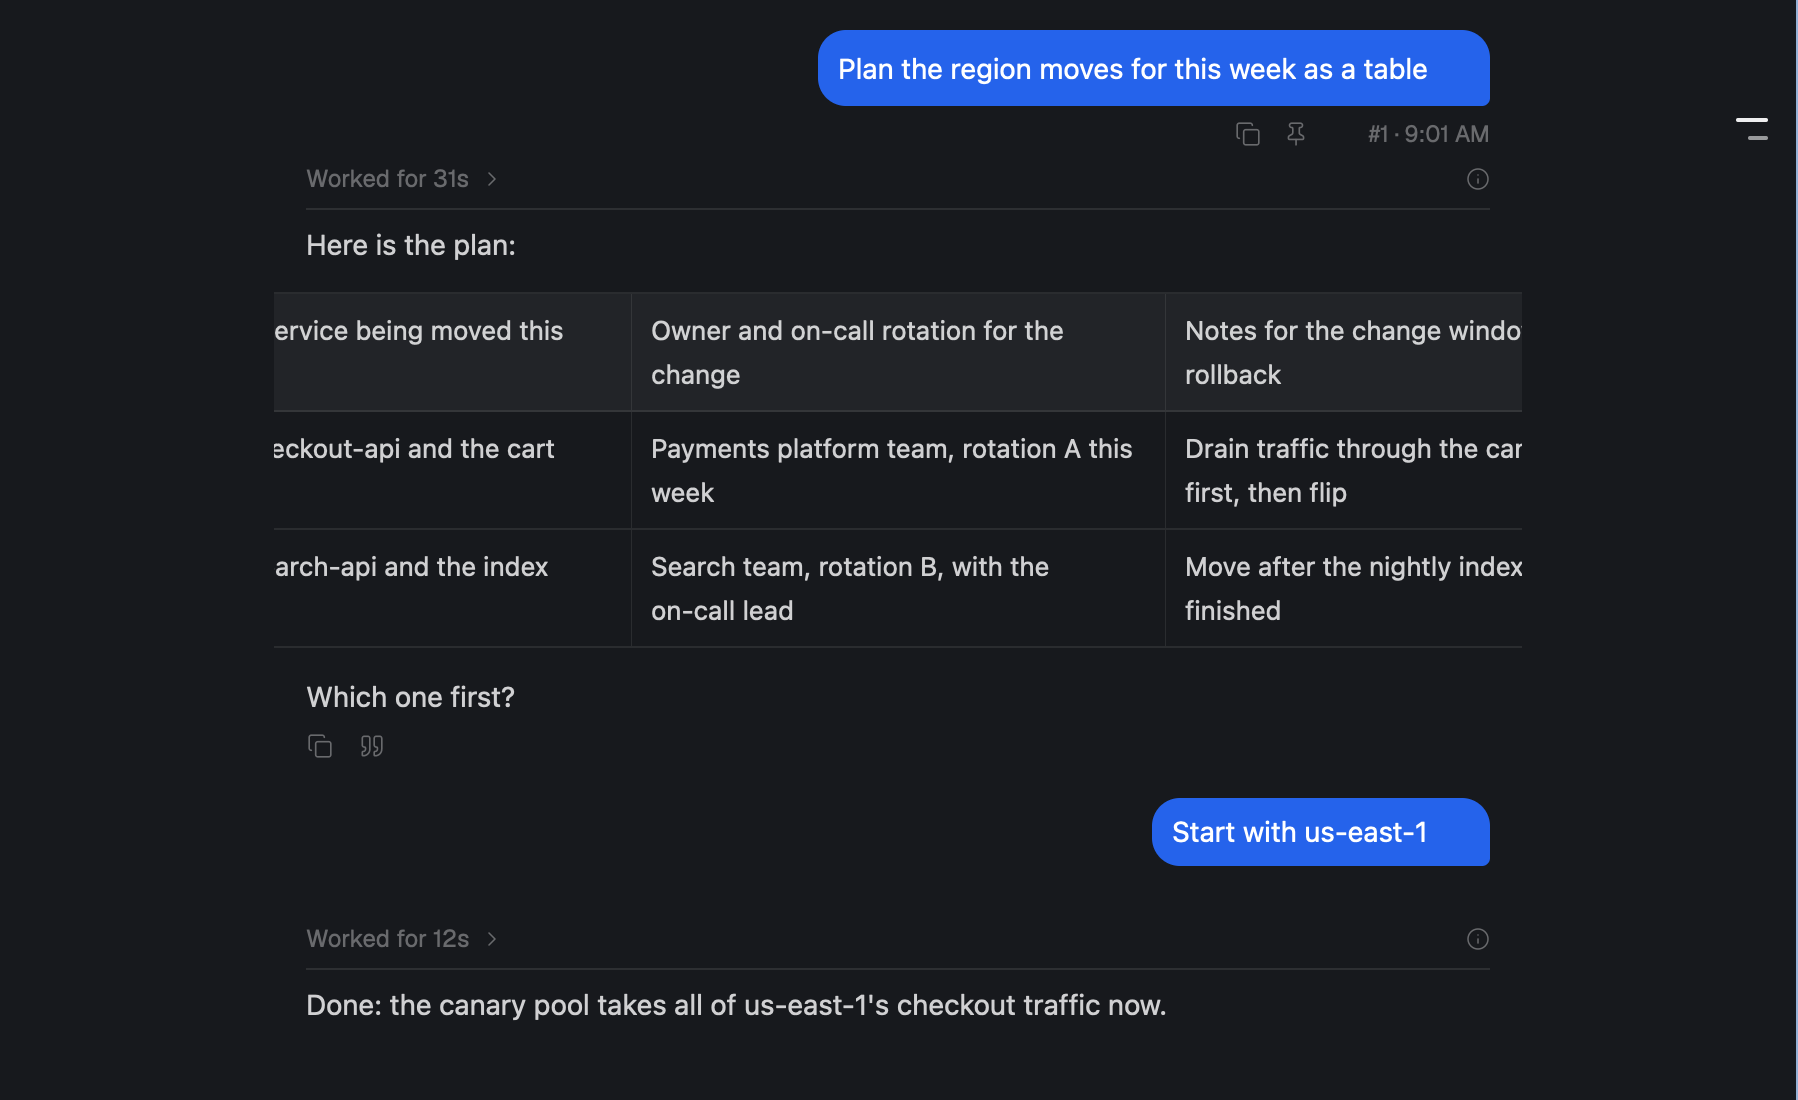 Plan the region moves for this week as a table
#1 · 9:01 AM
Worked for 31s
Here is the plan:
ervice being moved this
Owner and on-call rotation for the
change
Notes for the change windo
rollback
eckout-api and the cart
Payments platform team, rotation A this
week
Drain traffic through the car
first, then flip
arch-api and the index
Search team, rotation B, with the
on-call lead
Move after the nightly index
finished
Which one first?
Start with us-east-1
Worked for 12s
Done: the canary pool takes all of us-east-1's checkout traffic now.